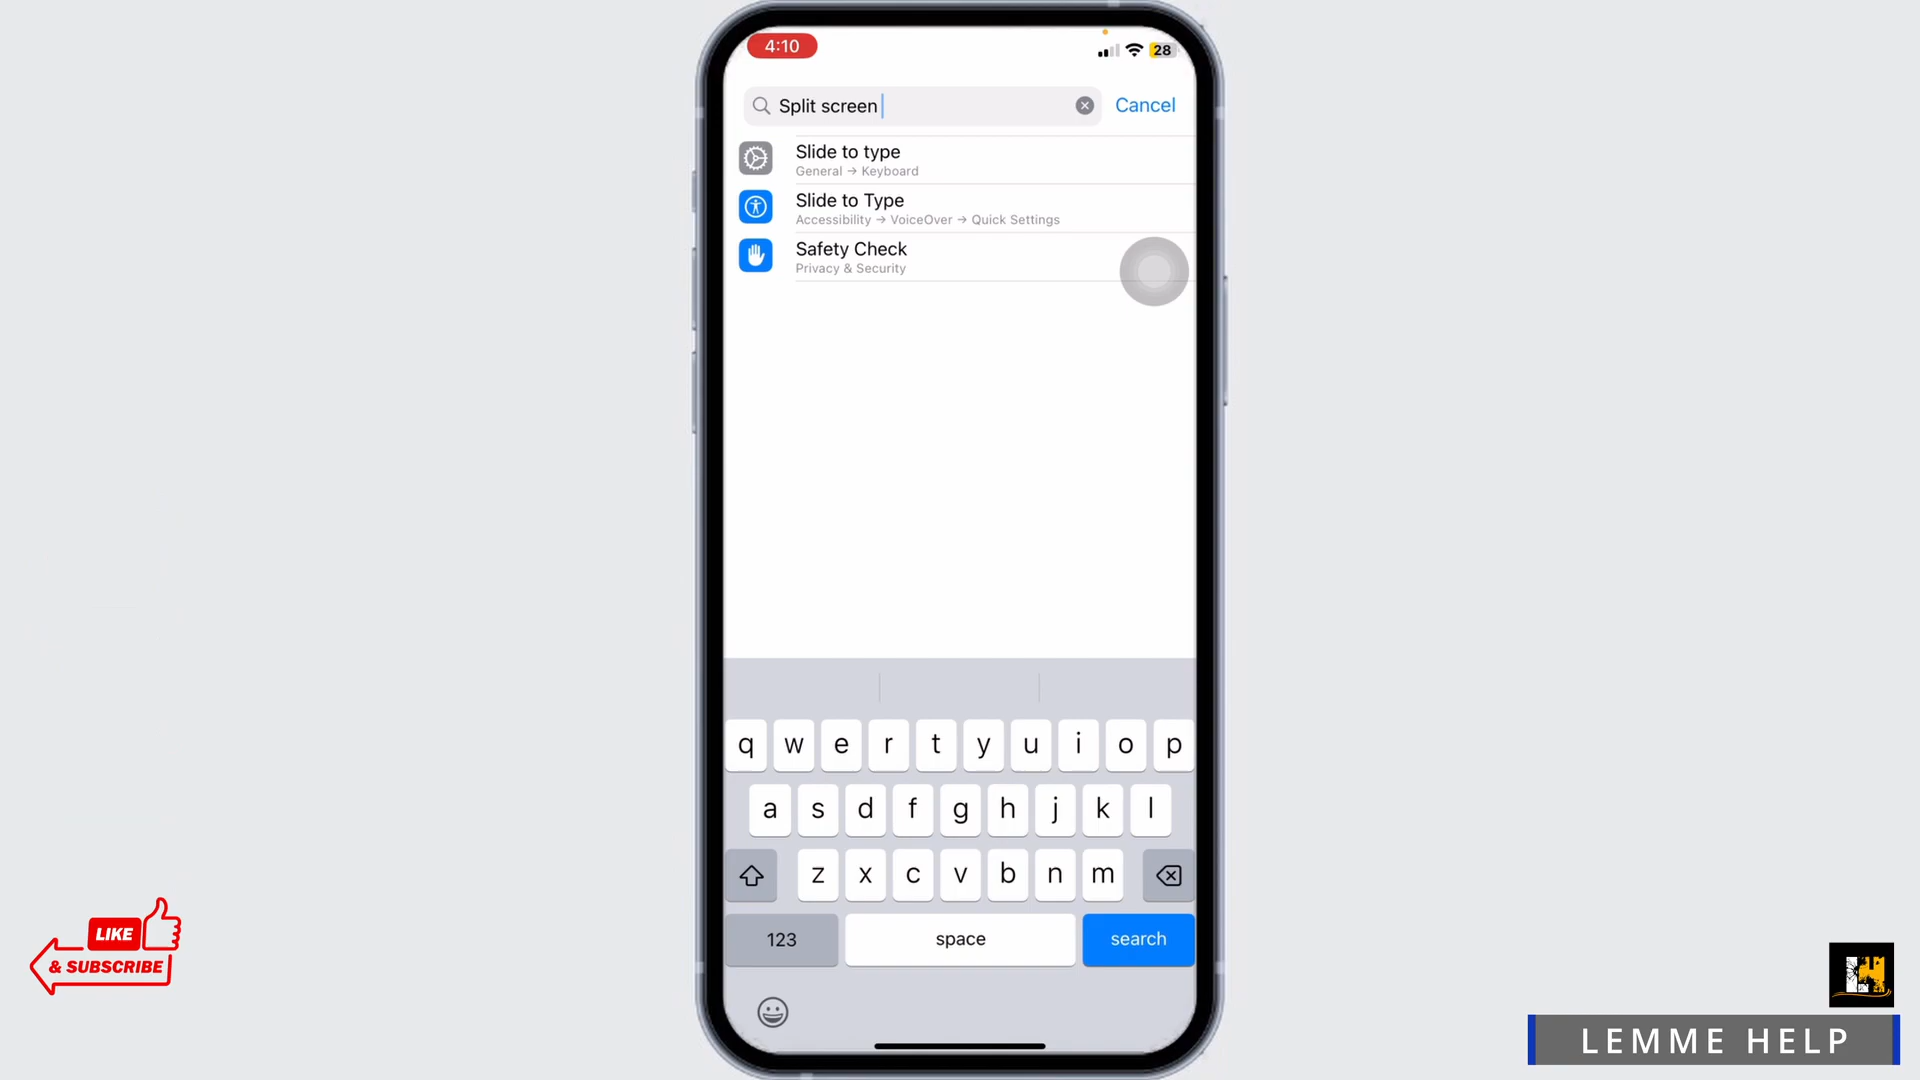 4:10
28
Split screen
Cancel
Slide to type
General → Keyboard
Slide to Type
Accessibility → VoiceOver → Quick Settings
Safety Check
Privacy & Security
q w e r t y u i o p
a s d f g h j k l
z x c v b n m
123 space search
LIKE
& SUBSCRIBE
LEMME HELP